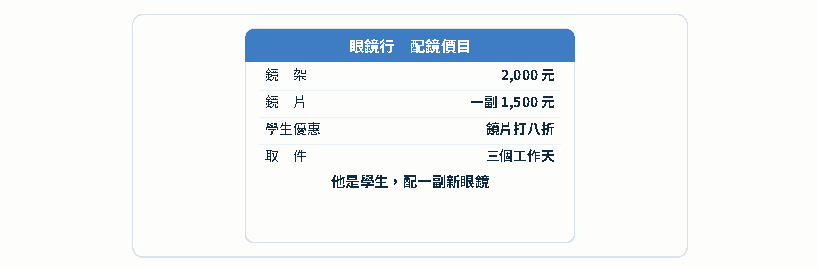 眼鏡行　配鏡價目
鏡　架　2,000 元
鏡　片　一副 1,500 元
學生優惠　鏡片打八折
取　件　三個工作天
他是學生，配一副新眼鏡